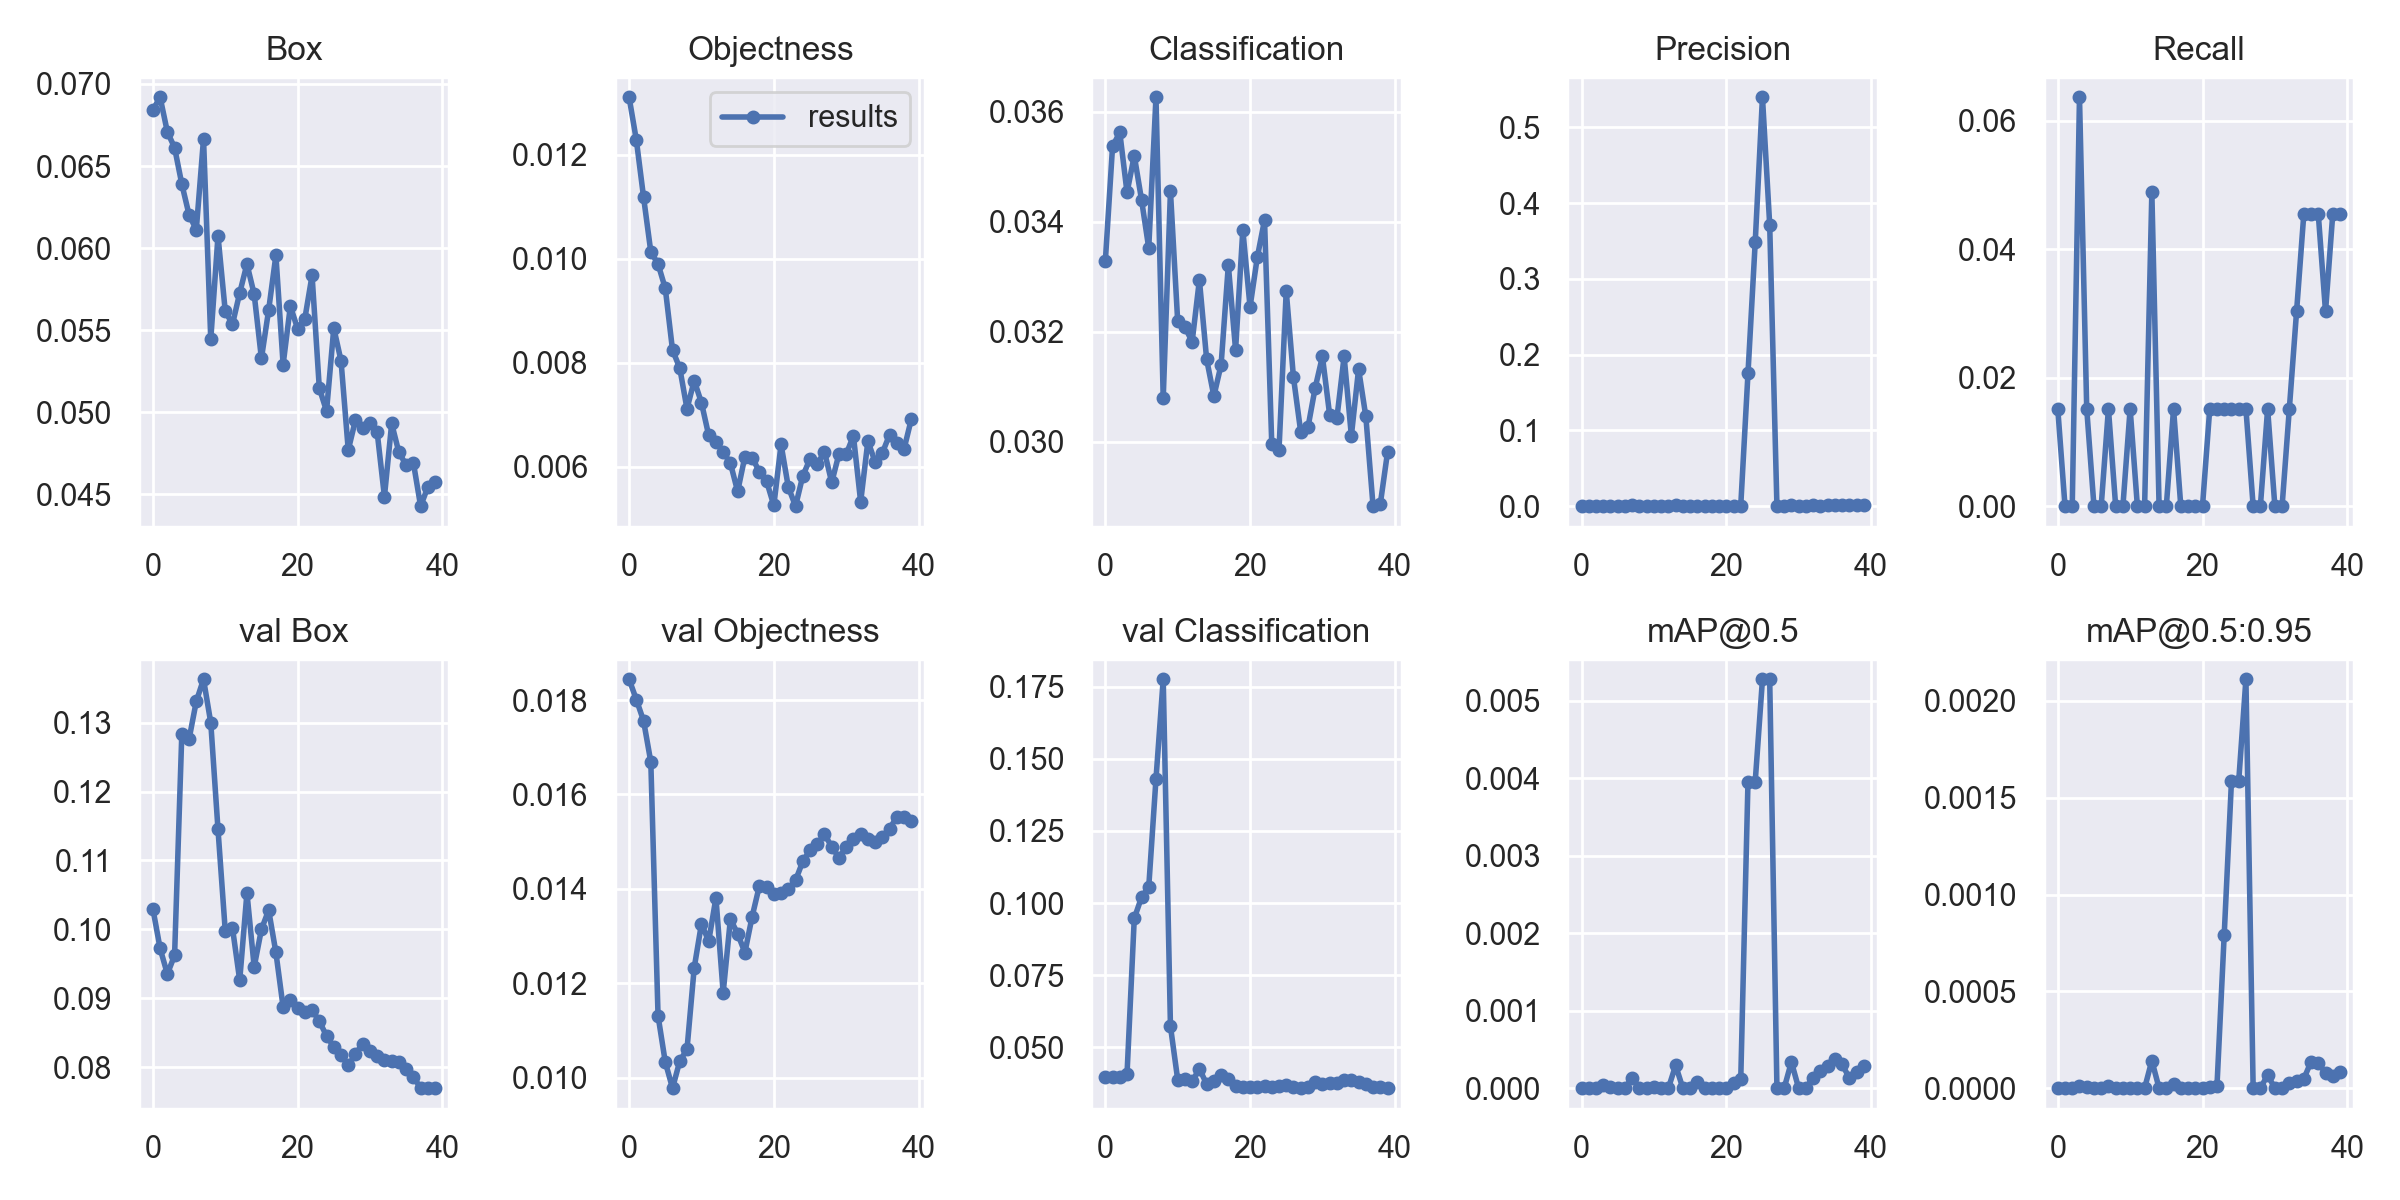 Box
Objectness
Classification
Precision
Recall
0.070
0.065
0.060
0.055
0.050
0.045
0 20 40
results
0.012
0.010
0.008
0.006
0 20 40
0.036
0.034
0.032
0.030
0 20 40
0.5
0.4
0.3
0.2
0.1
0.0
0 20 40
0.06
0.04
0.02
0.00
0 20 40
val Box
val Objectness
val Classification
mAP@0.5
mAP@0.5:0.95
0.13
0.12
0.11
0.10
0.09
0.08
0 20 40
0.018
0.016
0.014
0.012
0.010
0 20 40
0.175
0.150
0.125
0.100
0.075
0.050
0 20 40
0.005
0.004
0.003
0.002
0.001
0.000
0 20 40
0.0020
0.0015
0.0010
0.0005
0.0000
0 20 40